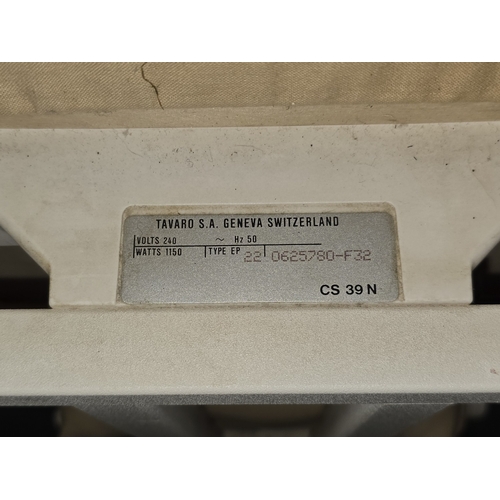 TAVARO S.A. GENEVA SWITZERLAND
VOLTS 240 ~ Hz 50
WATTS 1150 TYPE EP 22 0625780-F32
CS 39 N